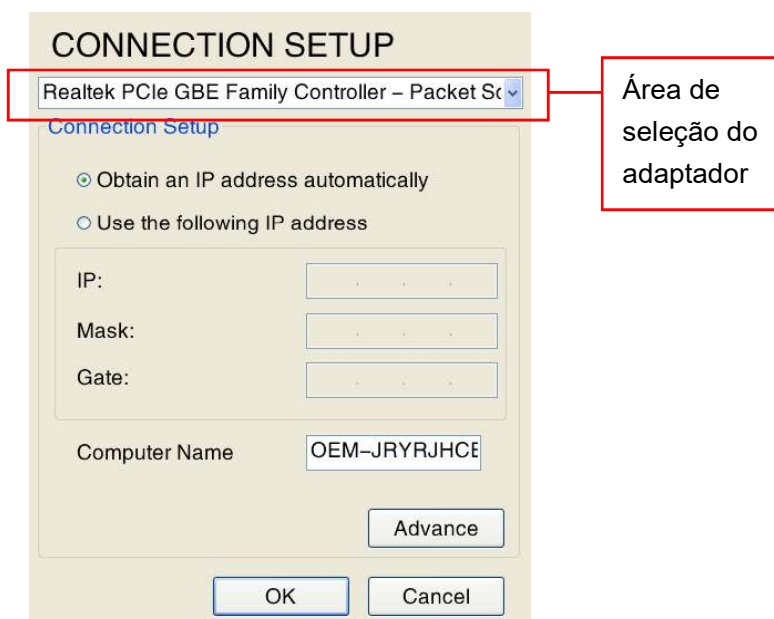 CONNECTION SETUP
Realtek PCIe GBE Family Controller – Packet Sc
Área de
seleção do
adaptador
Connection Setup
Obtain an IP address automatically
Use the following IP address
IP:
Mask:
Gate:
Computer Name
OEM–JRYRJHCE
Advance
OK
Cancel